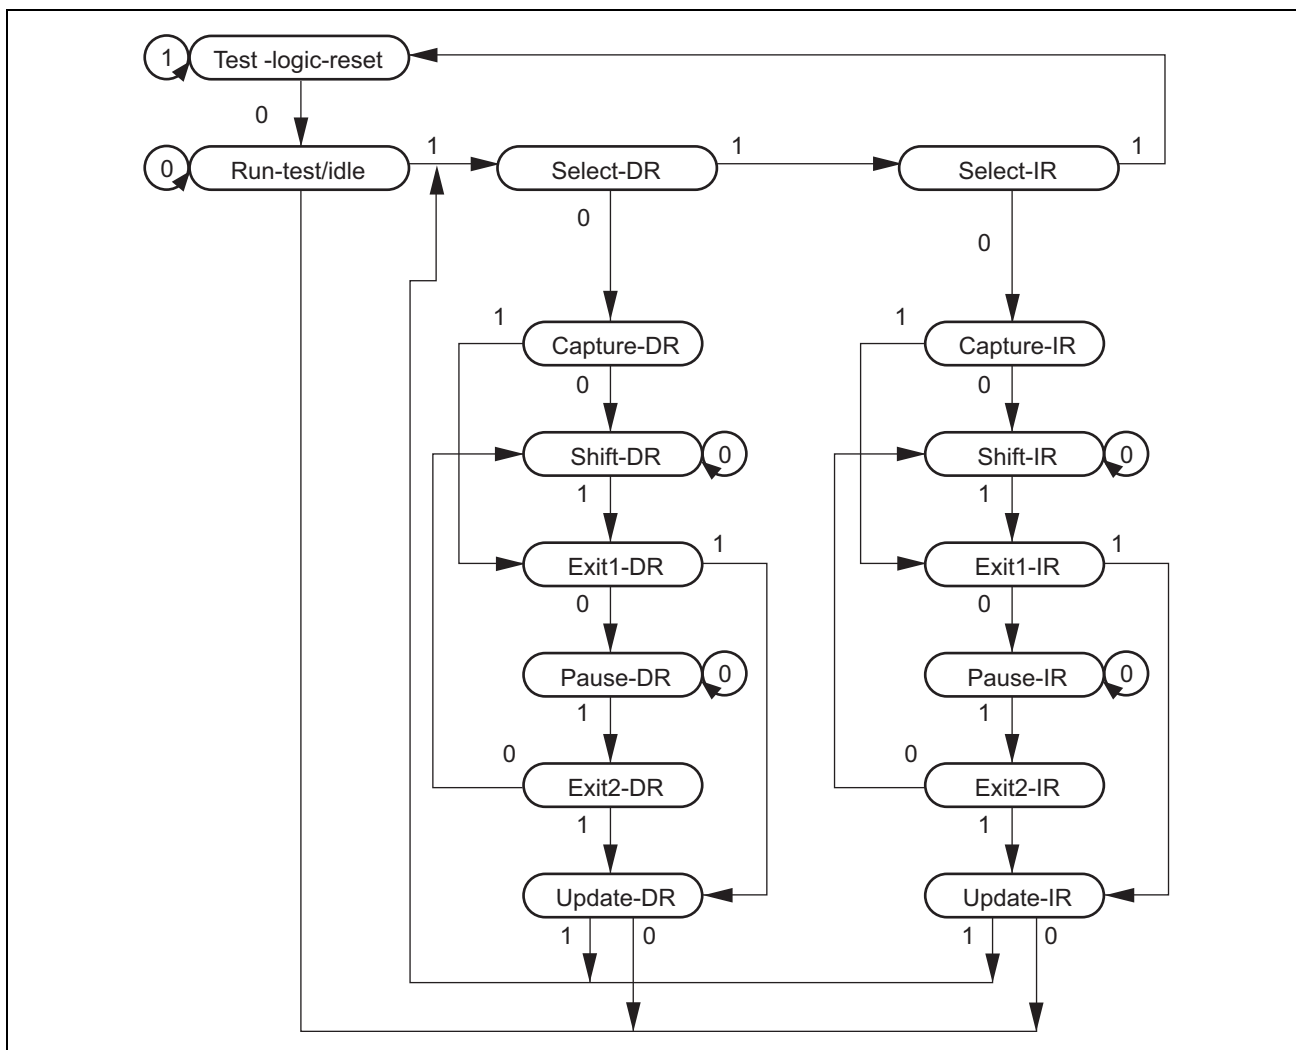 1
Test -logic-reset
0
0
Run-test/idle
1
Select-DR
1
Select-IR
1
0
0
1
Capture-DR
1
Capture-IR
0
0
Shift-DR
0
Shift-IR
0
1
1
Exit1-DR
1
Exit1-IR
1
0
0
Pause-DR
0
Pause-IR
0
1
1
0
Exit2-DR
0
Exit2-IR
1
1
Update-DR
Update-IR
1
0
1
0